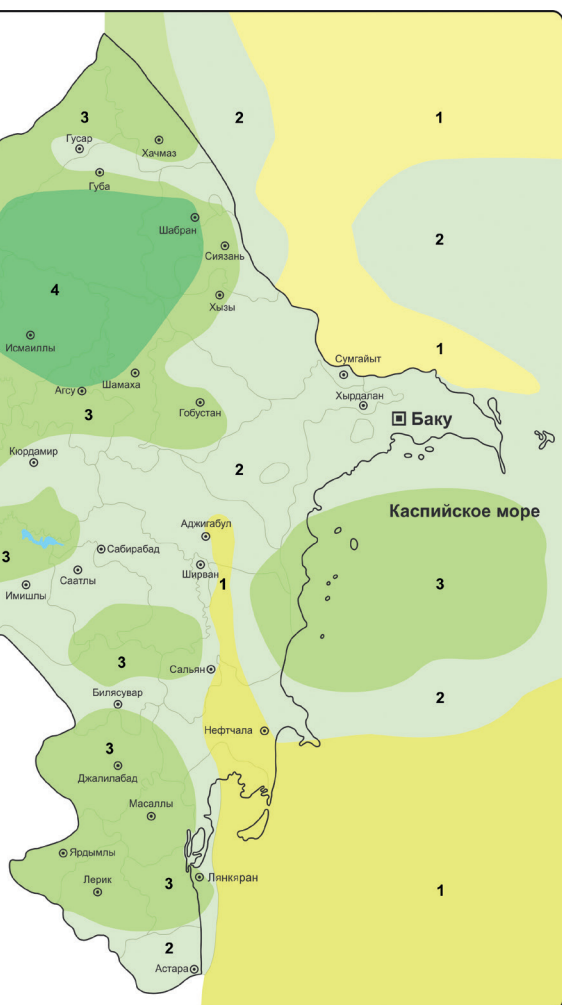 3
2
1
Гусар
Хачмаз
Губа
Шабран
2
Сиязань
4
Хызы
Исмаиллы
1
Сумгайыт
Шамаха
Агсу
Хырдалан
3
Гобустан
Баку
Кюрдамир
2
Каспийское море
Аджигабул
Сабирабад
3
Саатлы
Ширван
1
3
Имишлы
3
Сальян
Билясувар
2
Нефтчала
3
Джалилабад
Масаллы
Ярдымлы
Лерик
3
Лянкяран
1
2
Астара